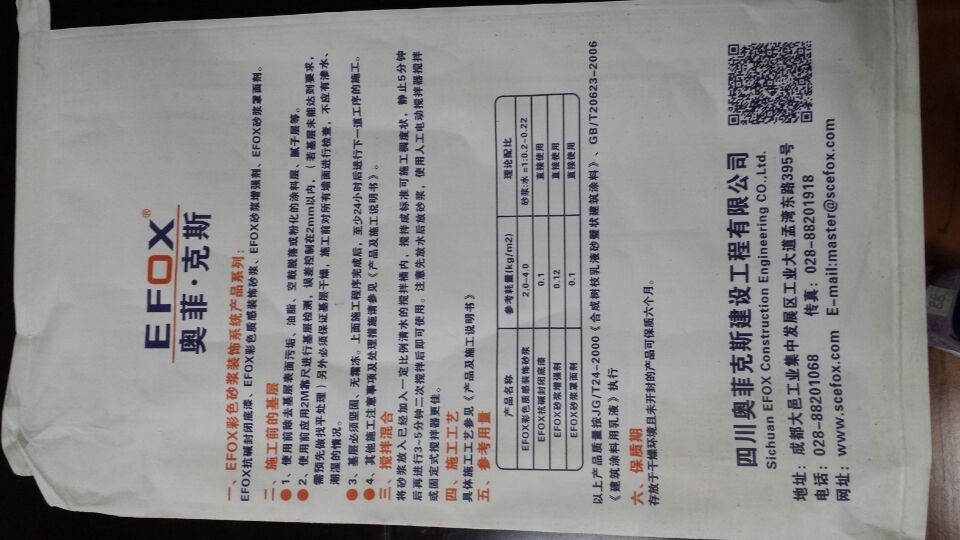 EFOX®
奥菲·克斯
一、EFOX彩色砂浆装饰系统产品系列：
EFOX抗碱封闭底漆、EFOX彩色质感装饰砂浆、EFOX砂浆增强剂、EFOX砂浆罩面剂。
二、施工前的基层
1、使用前除去基层表面污垢，油脂、空鼓脱落或粉化的涂料层、腻子层等。
2、使用前应用2M靠尺进行基层检测，误差控制在2mm以内，（若基层未能达到要求，
需预先做找平处理）另外必须保证基层干燥，施工前对所有墙面进行检查，不应有渗水、
潮湿的情况。
3、基层必须坚固、无霜冻。上面施工程序完成后，至少24小时后进行下一道工序的施工。
4、其他施工注意事项及处理措施请参见《产品及施工说明书》。
三、搅拌混合
将砂浆放入已经加入一定比例清水的搅拌桶内，搅拌成标准可施工稠度状，静止5分钟
后再进行3~5分钟二次搅拌后即可使用。注意先放水后放砂浆，使用人工电动搅拌器搅拌
或固定式搅拌器更佳。
四、施工工艺
具体施工工艺参见《产品及施工说明书》
五、参考用量
产品名称 参考耗量(kg/m2) 理论配比
EFOX彩色质感装饰砂浆 2.0-4.0 砂浆:水 =1:0.2~0.22
EFOX抗碱封闭底漆 0.1 直接使用
EFOX砂浆增强剂 0.12 直接使用
EFOX砂浆罩面剂 0.1 直接使用
以上产品质量按JG/T24-2000《合成树枝乳液砂壁状建筑涂料》、GB/T20623-2006
《建筑涂料用乳液》执行
六、保质期
存放于干燥环境且未开封的产品可保质六个月。
四川奥菲克斯建设工程有限公司
Sichuan EFOX Construction Engineering CO.,Ltd.
地址：成都大邑工业集中发展区工业大道孟湾东路395号
电话：028-88201068 传真：028-88201918
网址：www.scefox.com E-mail:master@scefox.com